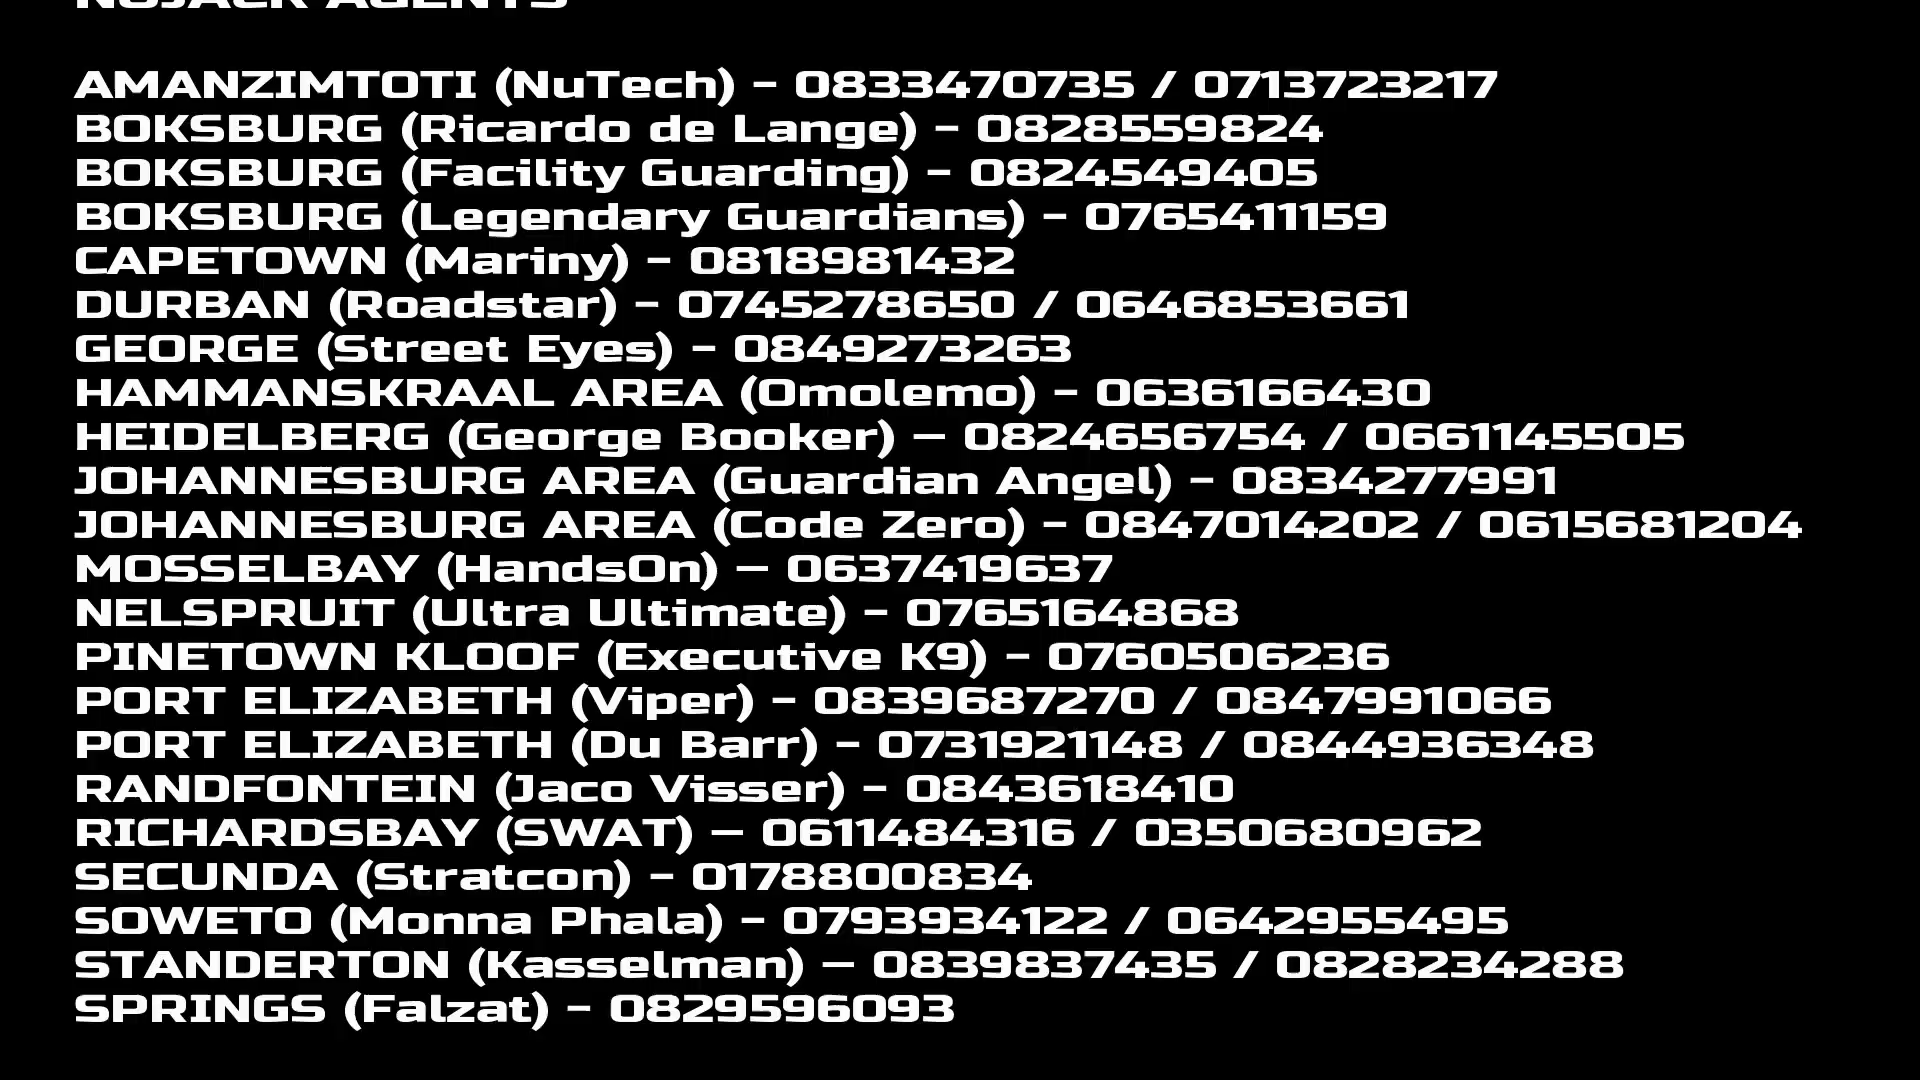 NOJACK AGENTS
AMANZIMTOTI (NuTech) – 0833470735 / 0713723217
BOKSBURG (Ricardo de Lange) – 0828559824
BOKSBURG (Facility Guarding) – 0824549405
BOKSBURG (Legendary Guardians) – 0765411159
CAPETOWN (Mariny) – 0818981432
DURBAN (Roadstar) – 0745278650 / 0646853661
GEORGE (Street Eyes) – 0849273263
HAMMANSKRAAL AREA (Omolemo) – 0636166430
HEIDELBERG (George Booker) — 0824656754 / 0661145505
JOHANNESBURG AREA (Guardian Angel) – 0834277991
JOHANNESBURG AREA (Code Zero) – 0847014202 / 0615681204
MOSSELBAY (HandsOn) — 0637419637
NELSPRUIT (Ultra Ultimate) – 0765164868
PINETOWN KLOOF (Executive K9) – 0760506236
PORT ELIZABETH (Viper) – 0839687270 / 0847991066
PORT ELIZABETH (Du Barr) – 0731921148 / 0844936348
RANDFONTEIN (Jaco Visser) – 0843618410
RICHARDSBAY (SWAT) — 0611484316 / 0350680962
SECUNDA (Stratcon) – 0178800834
SOWETO (Monna Phala) – 0793934122 / 0642955495
STANDERTON (Kasselman) — 0839837435 / 0828234288
SPRINGS (Falzat) – 0829596093